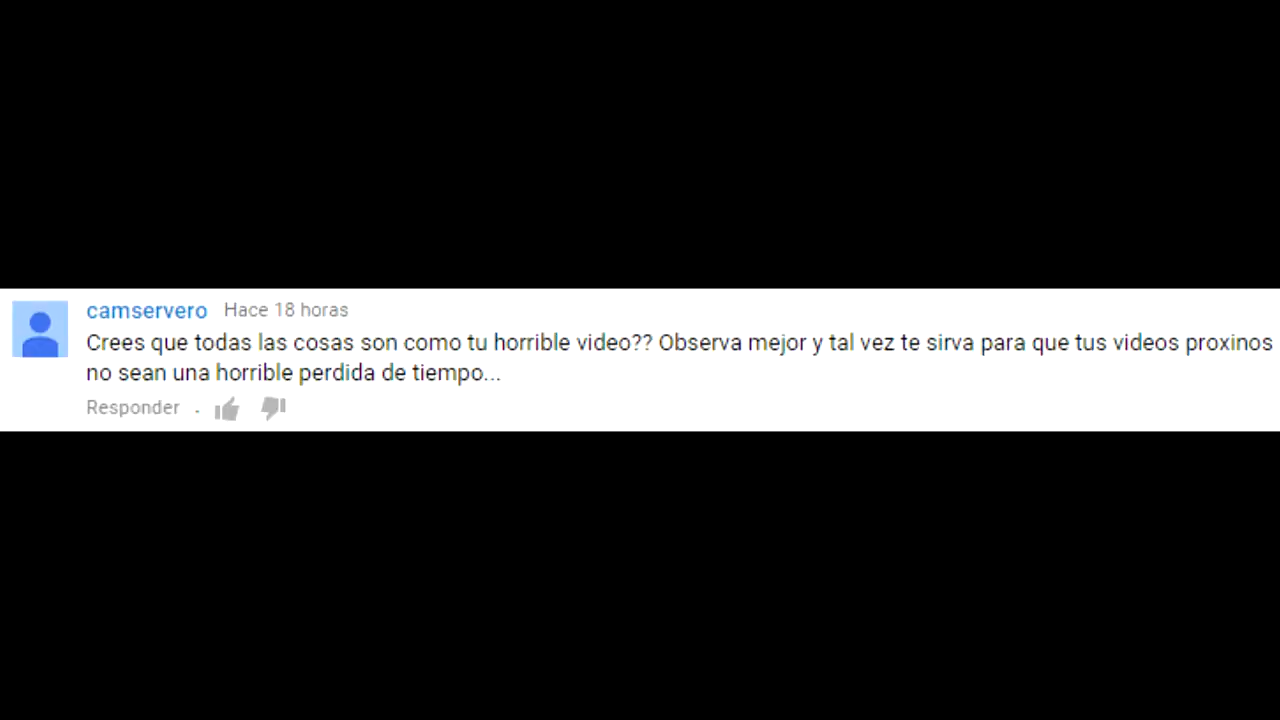 camservero Hace 18 horas
Crees que todas las cosas son como tu horrible video?? Observa mejor y tal vez te sirva para que tus videos proxinos
no sean una horrible perdida de tiempo...
Responder .